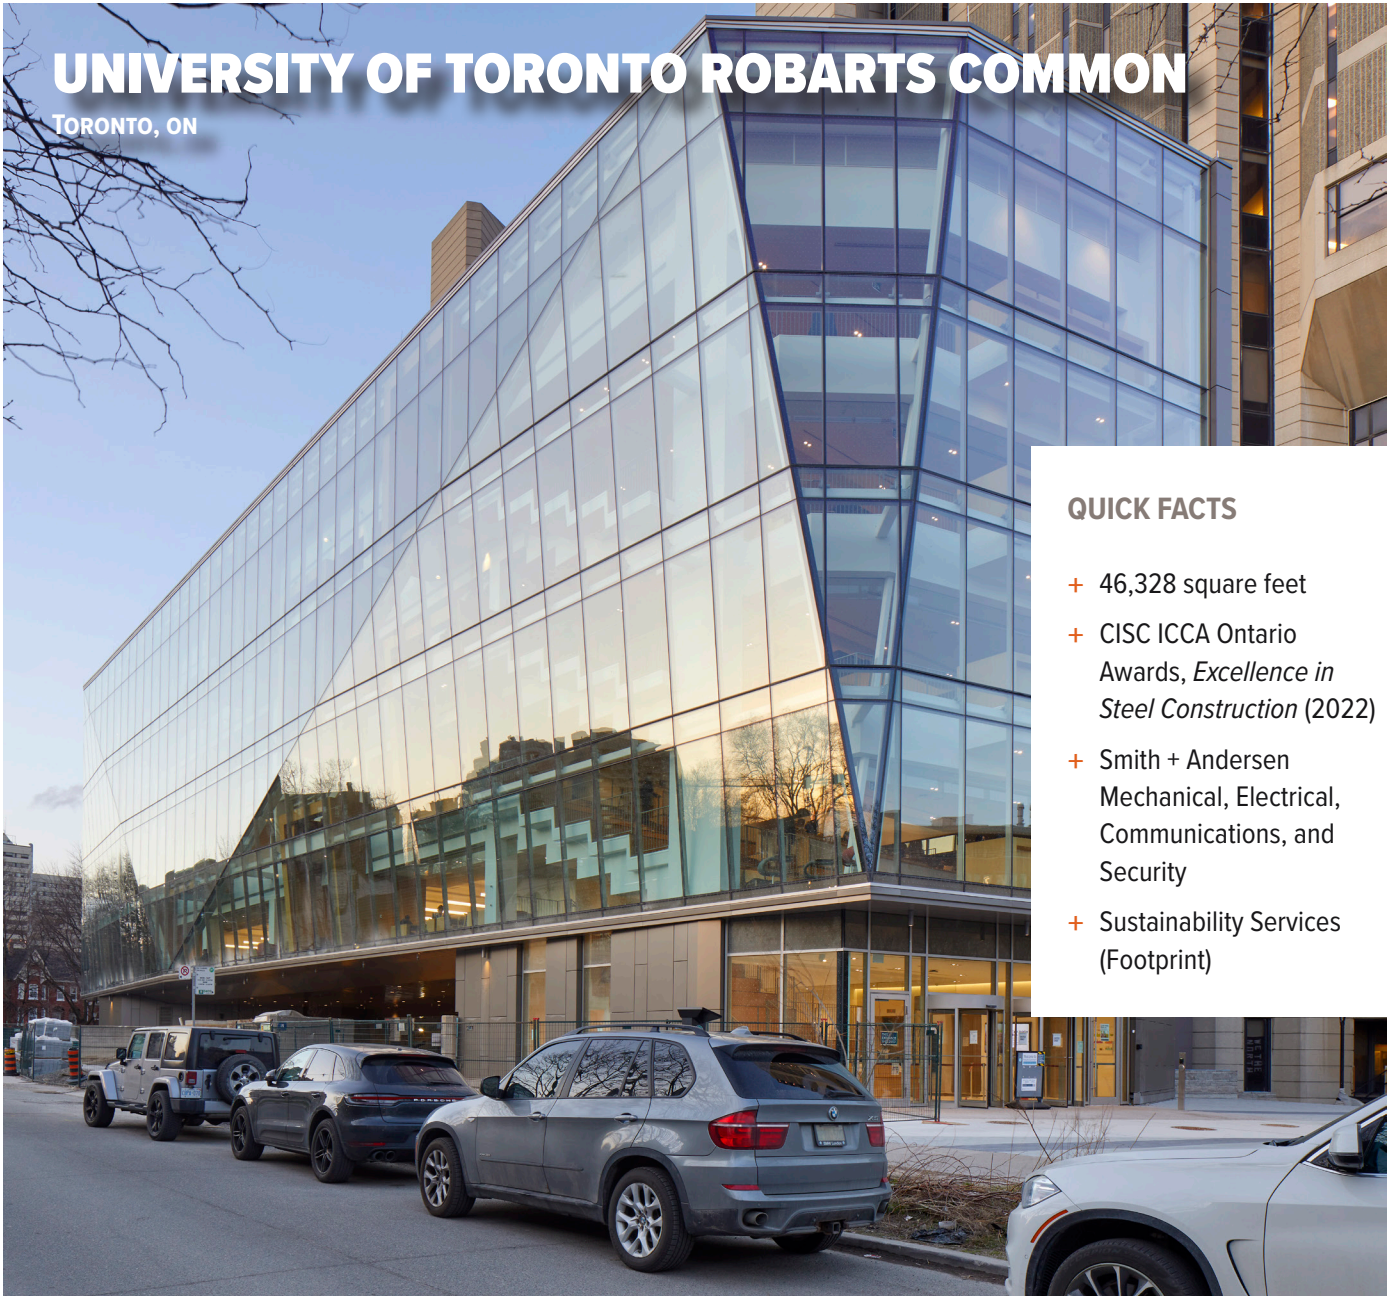 UNIVERSITY OF TORONTO ROBARTS COMMON
TORONTO, ON
QUICK FACTS
+ 46,328 square feet
+ CISC ICCA Ontario
Awards, Excellence in
Steel Construction (2022)
+ Smith + Andersen
Mechanical, Electrical,
Communications, and
Security
+ Sustainability Services
(Footprint)
PORSCHE